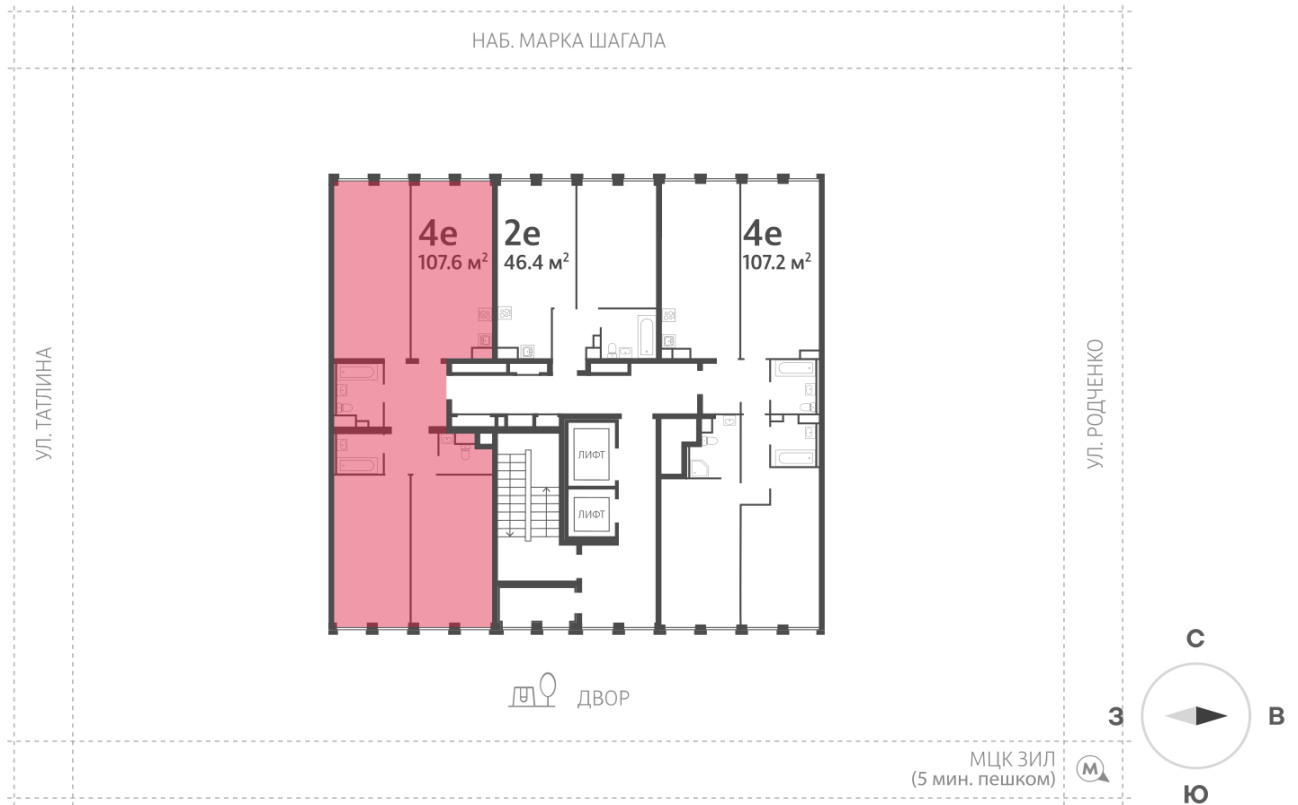 НАБ. МАРКА ШАГАЛА
4е
107.6 м²
2е
46.4 м²
4е
107.2 м²
УЛ. ТАТЛИНА
УЛ. РОДЧЕНКО
ЛИФТ
ЛИФТ
ДВОР
С
З
В
Ю
МЦК ЗИЛ
(5 мин. пешком)
М